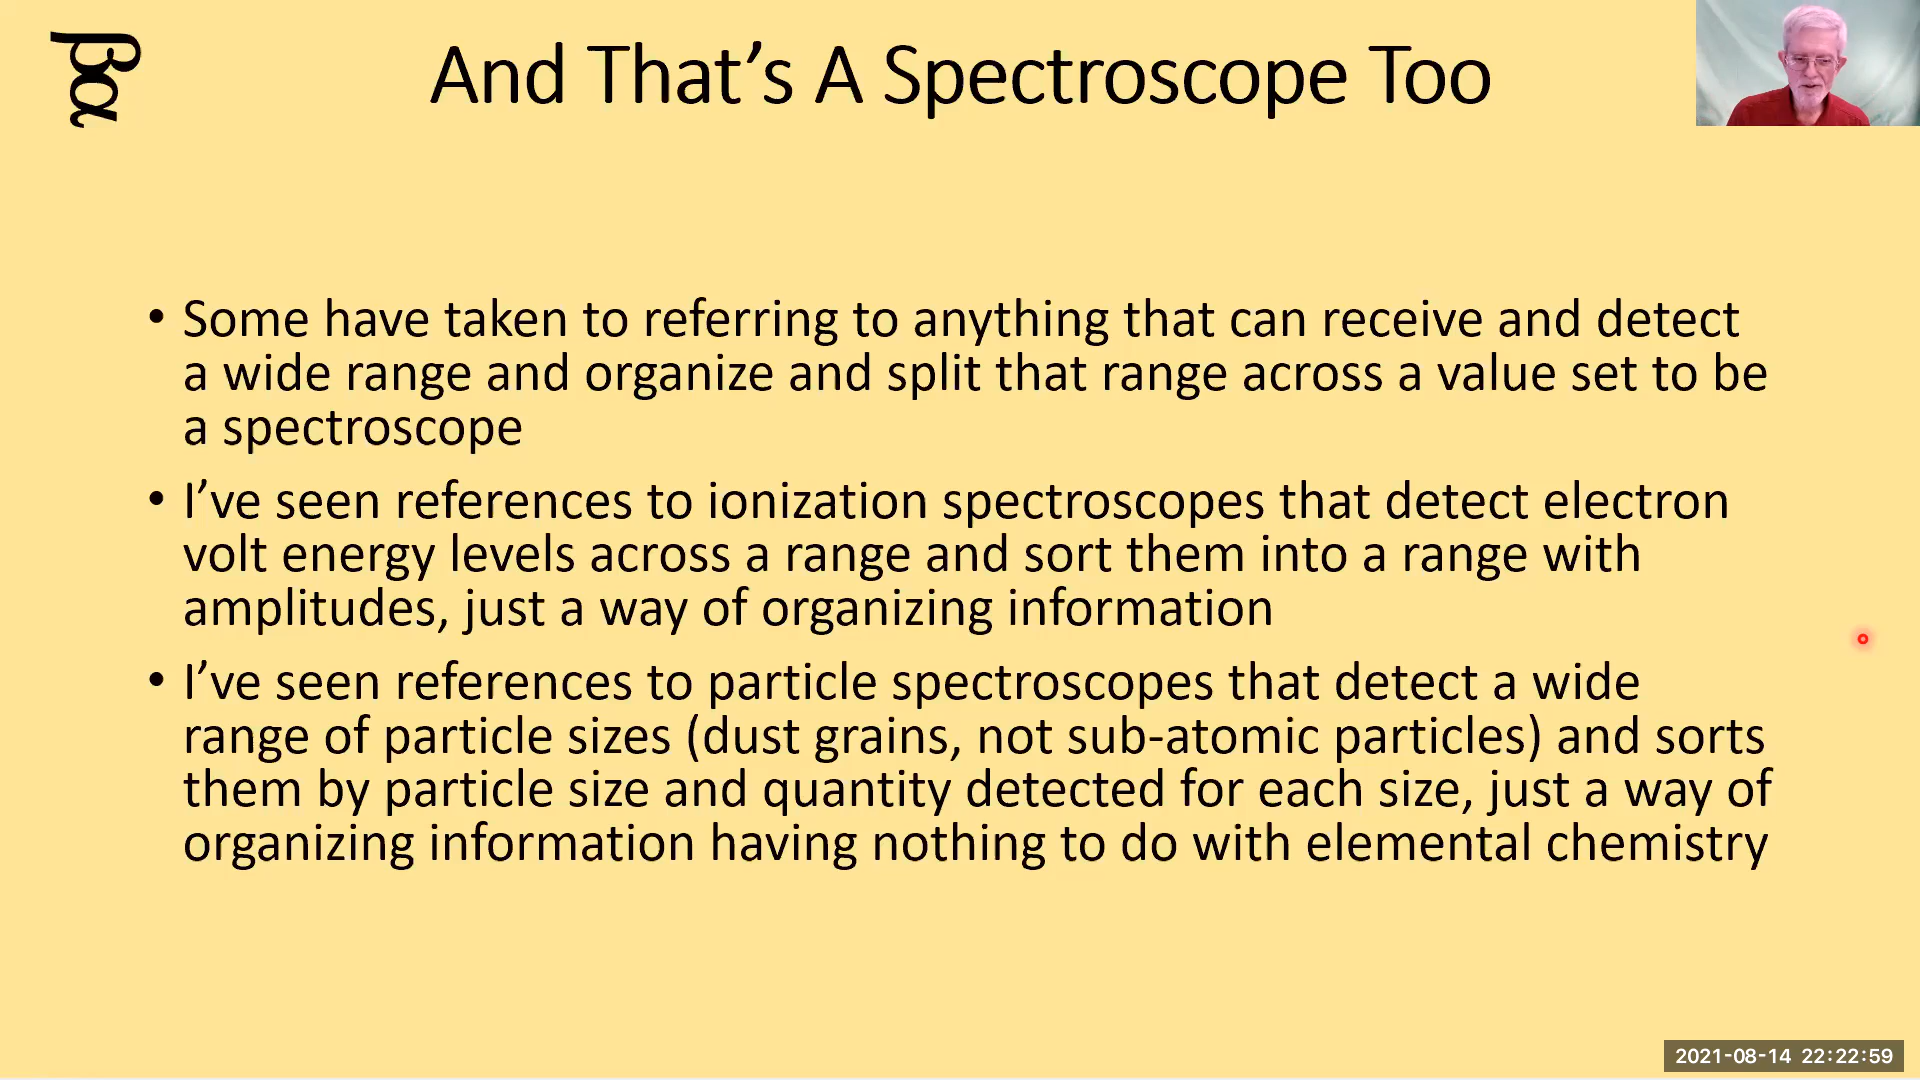 βα
And That’s A Spectroscope Too
• Some have taken to referring to anything that can receive and detect
a wide range and organize and split that range across a value set to be
a spectroscope
• I’ve seen references to ionization spectroscopes that detect electron
volt energy levels across a range and sort them into a range with
amplitudes, just a way of organizing information
• I’ve seen references to particle spectroscopes that detect a wide
range of particle sizes (dust grains, not sub-atomic particles) and sorts
them by particle size and quantity detected for each size, just a way of
organizing information having nothing to do with elemental chemistry
2021-08-14 22:22:59